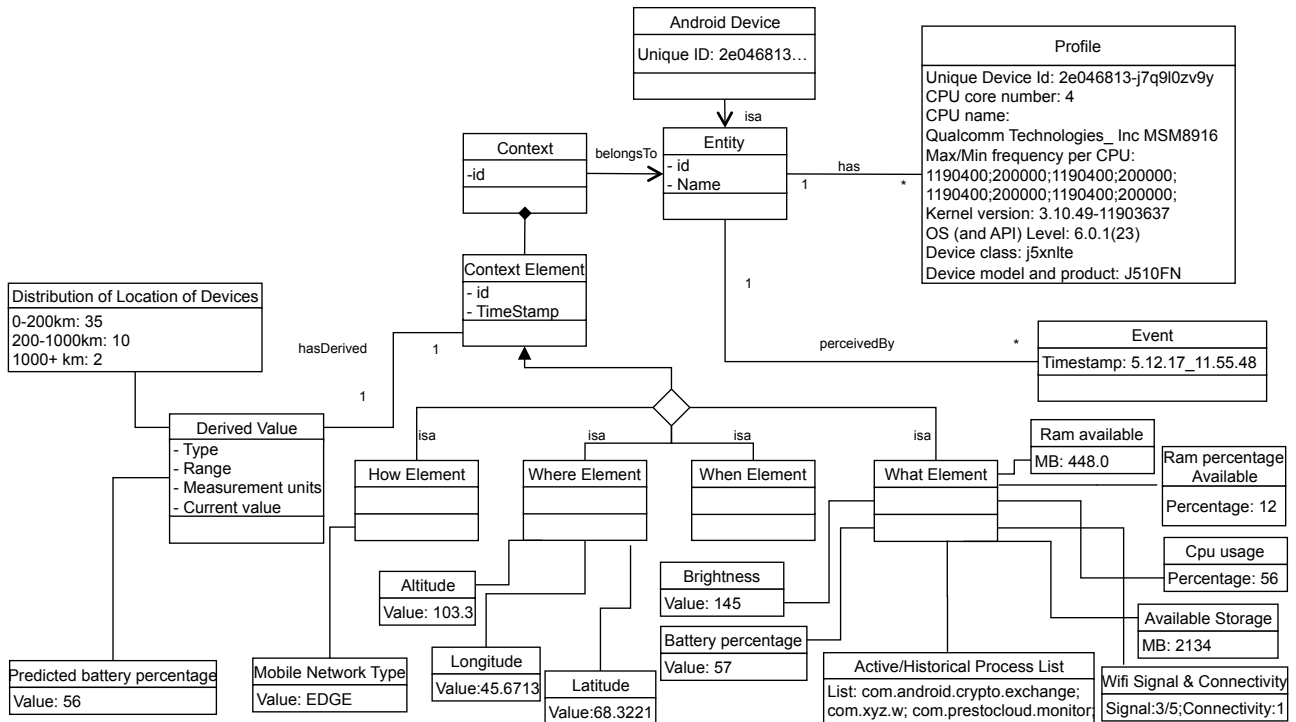 Android Device
Unique ID: 2e046813…
Profile
Unique Device Id: 2e046813-j7q9l0zv9y
CPU core number: 4
CPU name:
Qualcomm Technologies_ Inc MSM8916
Max/Min frequency per CPU:
1190400;200000;1190400;200000;
1190400;200000;1190400;200000;
Kernel version: 3.10.49-11903637
OS (and API) Level: 6.0.1(23)
Device class: j5xnlte
Device model and product: J510FN
isa
Context
-id
belongsTo
Entity
- id
- Name
has
1
*
Context Element
- id
- TimeStamp
1
perceivedBy
*
Event
Timestamp: 5.12.17_11.55.48
Distribution of Location of Devices
0-200km: 35
200-1000km: 10
1000+ km: 2
hasDerived
1
1
Derived Value
- Type
- Range
- Measurement units
- Current value
isa
isa
isa
isa
How Element
Where Element
When Element
What Element
Ram available
MB: 448.0
Ram percentage
Available
Percentage: 12
Cpu usage
Percentage: 56
Altitude
Value: 103.3
Brightness
Value: 145
Available Storage
MB: 2134
Battery percentage
Value: 57
Longitude
Value:45.6713
Latitude
Value:68.3221
Mobile Network Type
Value: EDGE
Predicted battery percentage
Value: 56
Active/Historical Process List
List: com.android.crypto.exchange;
com.xyz.w; com.prestocloud.monitor;
Wifi Signal & Connectivity
Signal:3/5;Connectivity:1